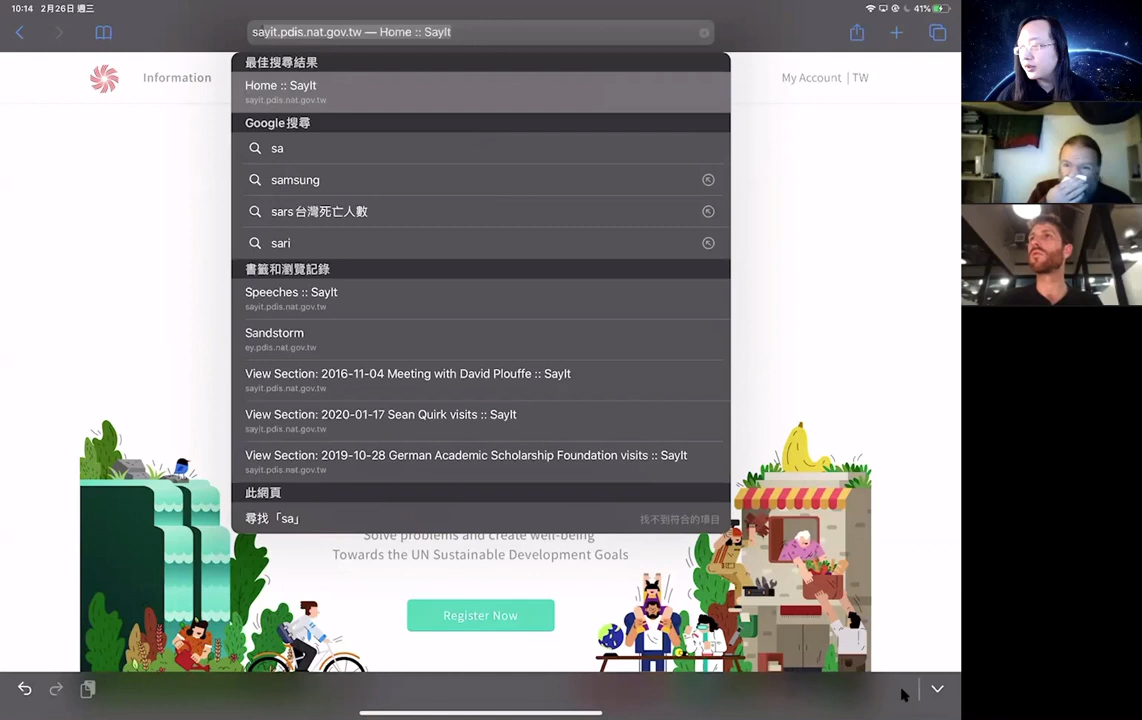 10:14 2月26日 週三
41%
sayit.pdis.nat.gov.tw — Home :: SayIt
Information
My Account | TW
最佳搜尋結果
Home :: SayIt
sayit.pdis.nat.gov.tw
Google搜尋
sa
samsung
sars台灣死亡人數
sari
書籤和瀏覽記錄
Speeches :: SayIt
sayit.pdis.nat.gov.tw
Sandstorm
ey.pdis.nat.gov.tw
View Section: 2016-11-04 Meeting with David Plouffe :: SayIt
sayit.pdis.nat.gov.tw
View Section: 2020-01-17 Sean Quirk visits :: SayIt
sayit.pdis.nat.gov.tw
View Section: 2019-10-28 German Academic Scholarship Foundation visits :: SayIt
sayit.pdis.nat.gov.tw
此網頁
尋找「sa」 找不到符合的項目
Solve problems and create well-being
Towards the UN Sustainable Development Goals
Register Now